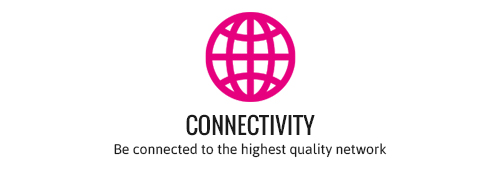 CONNECTIVITY
Be connected to the highest quality network